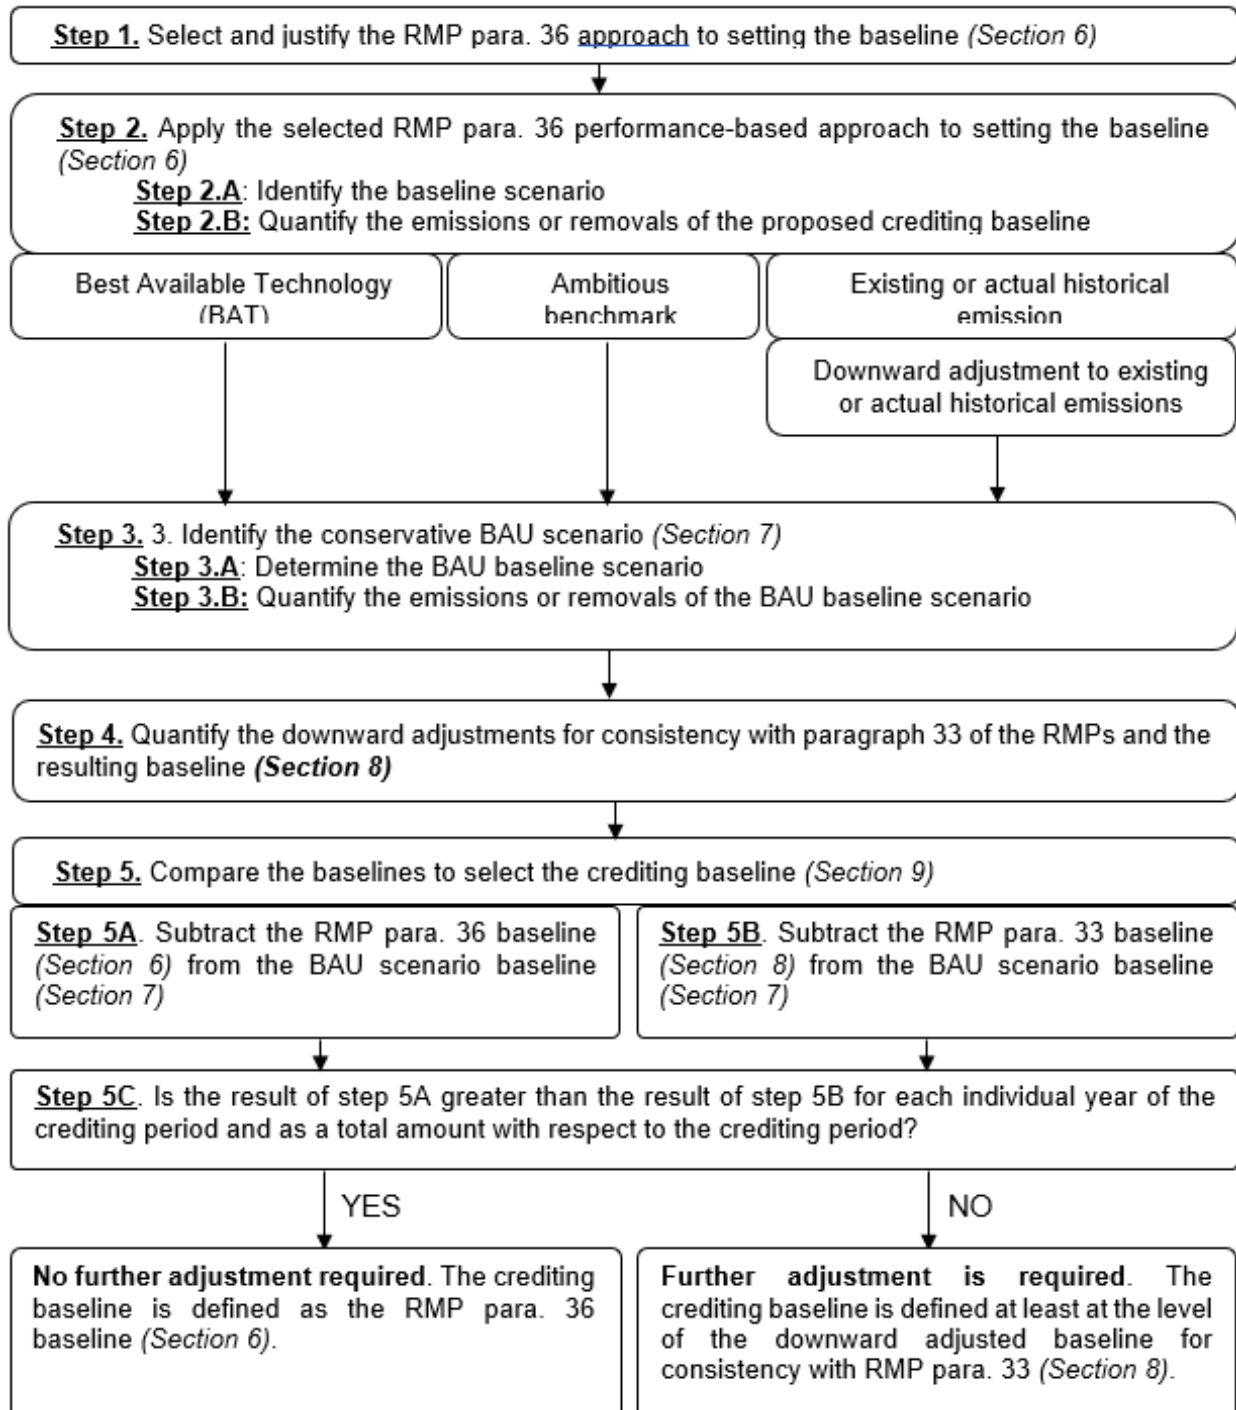 Step 1. Select and justify the RMP para. 36 approach to setting the baseline (Section 6)
Step 2. Apply the selected RMP para. 36 performance-based approach to setting the baseline
(Section 6)
Step 2.A: Identify the baseline scenario
Step 2.B: Quantify the emissions or removals of the proposed crediting baseline
Best Available Technology
(BAT)
Ambitious
benchmark
Existing or actual historical
emission
Downward adjustment to existing
or actual historical emissions
Step 3. 3. Identify the conservative BAU scenario (Section 7)
Step 3.A: Determine the BAU baseline scenario
Step 3.B: Quantify the emissions or removals of the BAU baseline scenario
Step 4. Quantify the downward adjustments for consistency with paragraph 33 of the RMPs and the
resulting baseline (Section 8)
Step 5. Compare the baselines to select the crediting baseline (Section 9)
Step 5A. Subtract the RMP para. 36 baseline
(Section 6) from the BAU scenario baseline
(Section 7)
Step 5B. Subtract the RMP para. 33 baseline
(Section 8) from the BAU scenario baseline
(Section 7)
Step 5C. Is the result of step 5A greater than the result of step 5B for each individual year of the
crediting period and as a total amount with respect to the crediting period?
YES
NO
No further adjustment required. The crediting
baseline is defined as the RMP para. 36
baseline (Section 6).
Further adjustment is required. The
crediting baseline is defined at least at the level
of the downward adjusted baseline for
consistency with RMP para. 33 (Section 8).